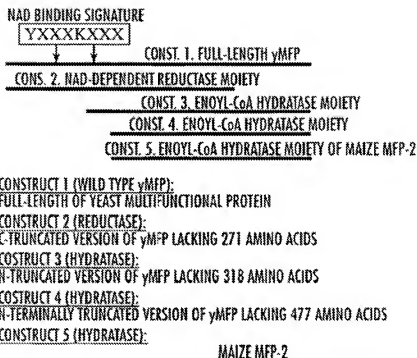 NAD BINDING SIGNATURE
YXXXKXXX
CONST. 1. FULL-LENGTH yMFP
CONS. 2. NAD-DEPENDENT REDUCTASE MOIETY
CONST. 3. ENOYL-CoA HYDRATASE MOIETY
CONST. 4. ENOYL-CoA HYDRATASE MOIETY
CONST. 5. ENOYL-CoA HYDRATASE MOIETY OF MAIZE MFP-2
CONSTRUCT 1 (WILD TYPE yMFP):
FULL-LENGTH OF YEAST MULTIFUNCTIONAL PROTEIN
CONSTRUCT 2 (REDUCTASE):
C-TRUNCATED VERSION OF yMFP LACKING 271 AMINO ACIDS
COSTRUCT 3 (HYDRATASE):
N-TRUNCATED VERSION OF yMFP LACKING 318 AMINO ACIDS
COSTRUCT 4 (HYDRATASE):
N-TERMINALLY TRUNCATED VERSION OF yMFP LACKING 477 AMINO ACIDS
CONSTRUCT 5 (HYDRATASE):
MAIZE MFP-2